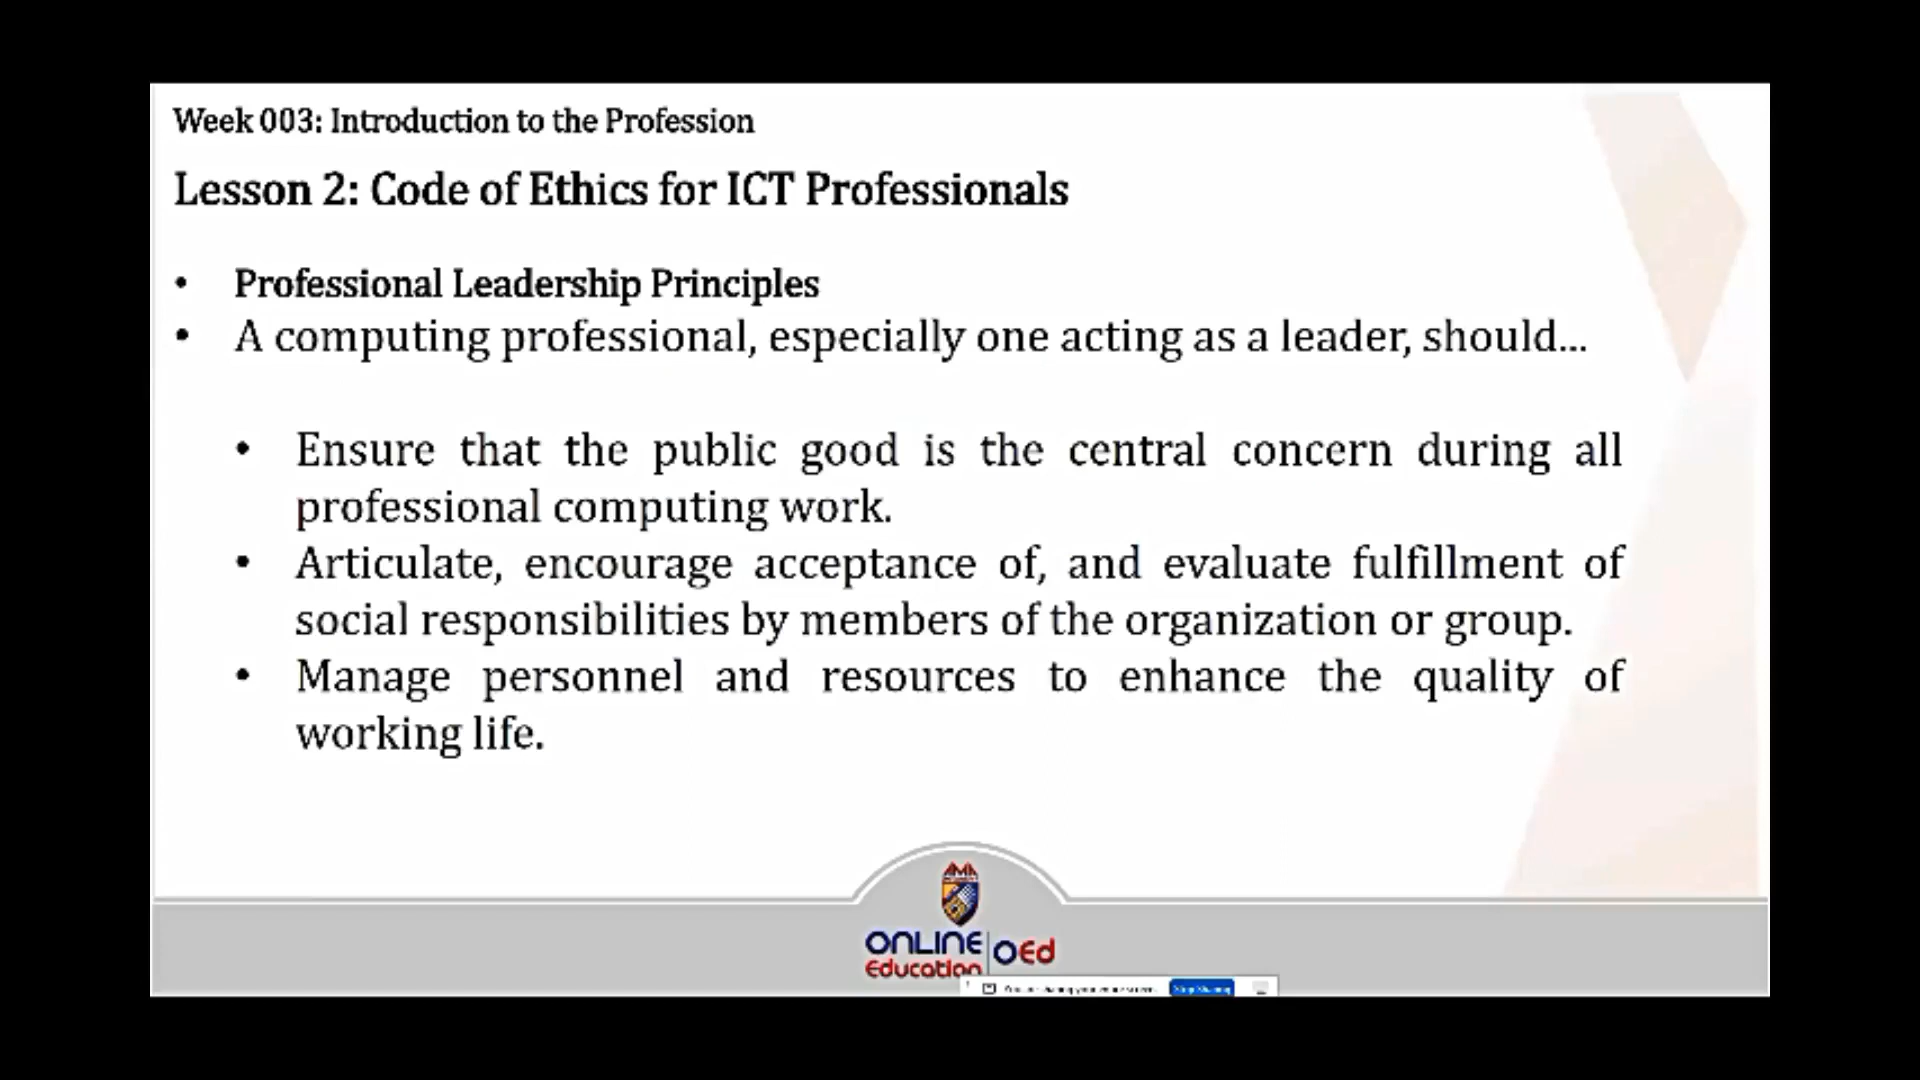 Week 003: Introduction to the Profession
Lesson 2: Code of Ethics for ICT Professionals
• Professional Leadership Principles
• A computing professional, especially one acting as a leader, should...
• Ensure that the public good is the central concern during all
professional computing work.
• Articulate, encourage acceptance of, and evaluate fulfillment of
social responsibilities by members of the organization or group.
• Manage personnel and resources to enhance the quality of
working life.
AMA
ONLINE
Education
OEd
Stop Sharing